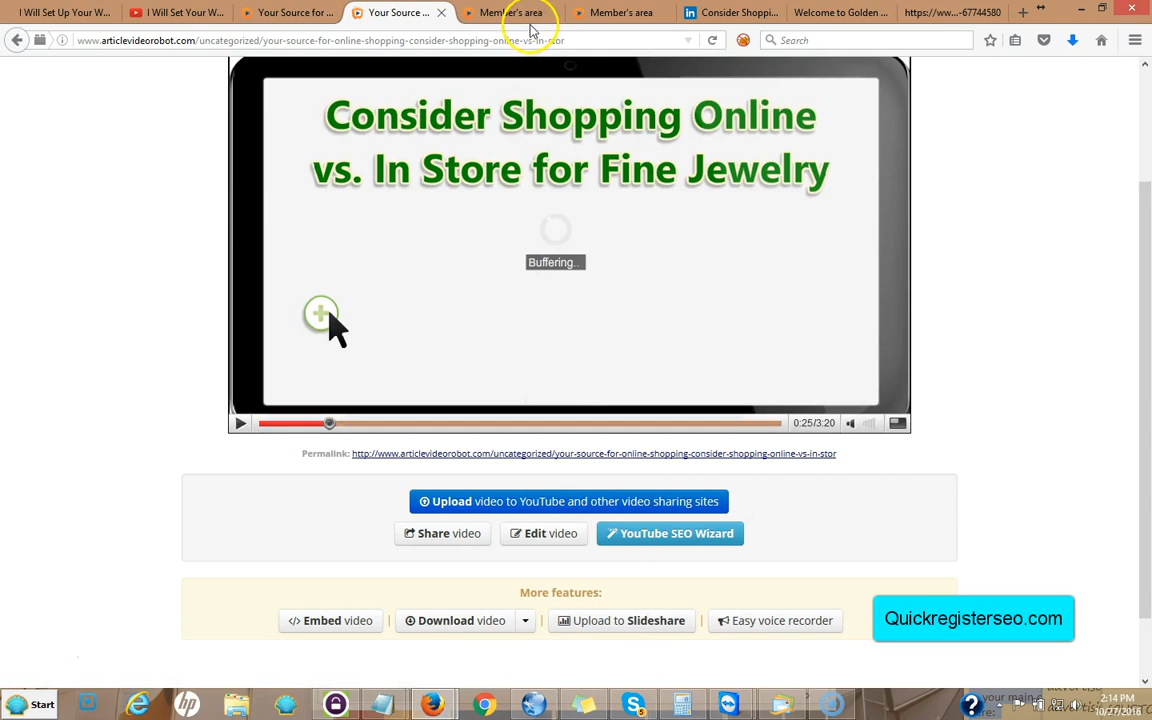 I Will Set Up Your W...
I Will Set Your W...
Your Source for ...
Your Source ...
Member's area
Member's area
Consider Shoppi...
Welcome to Golden ...
https://ww...-67744580
www.articlevideorobot.com/uncategorized/your-source-for-online-shopping-consider-shopping-online-vs-in-stor
Search
Consider Shopping Online
vs. In Store for Fine Jewelry
Buffering..
0:25/3:20
Permalink: http://www.articlevideorobot.com/uncategorized/your-source-for-online-shopping-consider-shopping-online-vs-in-stor
Upload video to YouTube and other video sharing sites
Share video
Edit video
YouTube SEO Wizard
More features:
Embed video
Download video
Upload to Slideshare
Easy voice recorder
Quickregisterseo.com
Start
2:14 PM
10/27/2016